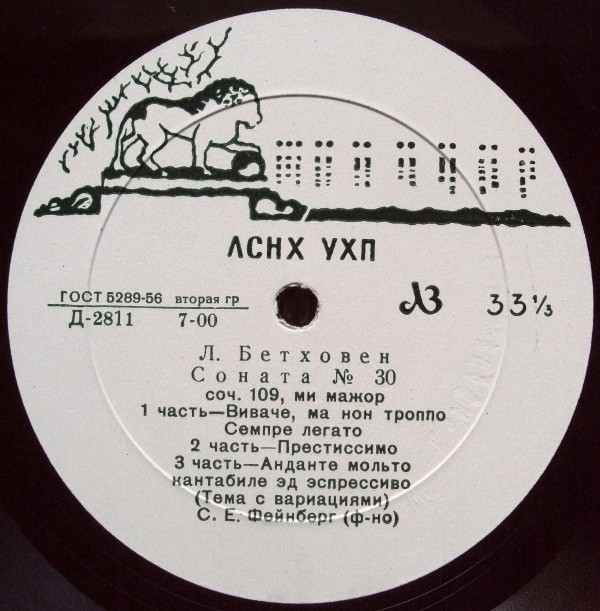 ЛСНХ УХП
ГОСТ 5289-56 вторая гр
Д-2811 7-00
ЛЗ 33⅓
Л. Бетховен
Соната № 30
соч. 109, ми мажор
1 часть—Виваче, ма нон троппо
Семпре легато
2 часть—Престиссимо
3 часть—Анданте мольто
кантабиле эд эспрессиво
(Тема с вариациями)
С. Е. Фейнберг (ф-но)